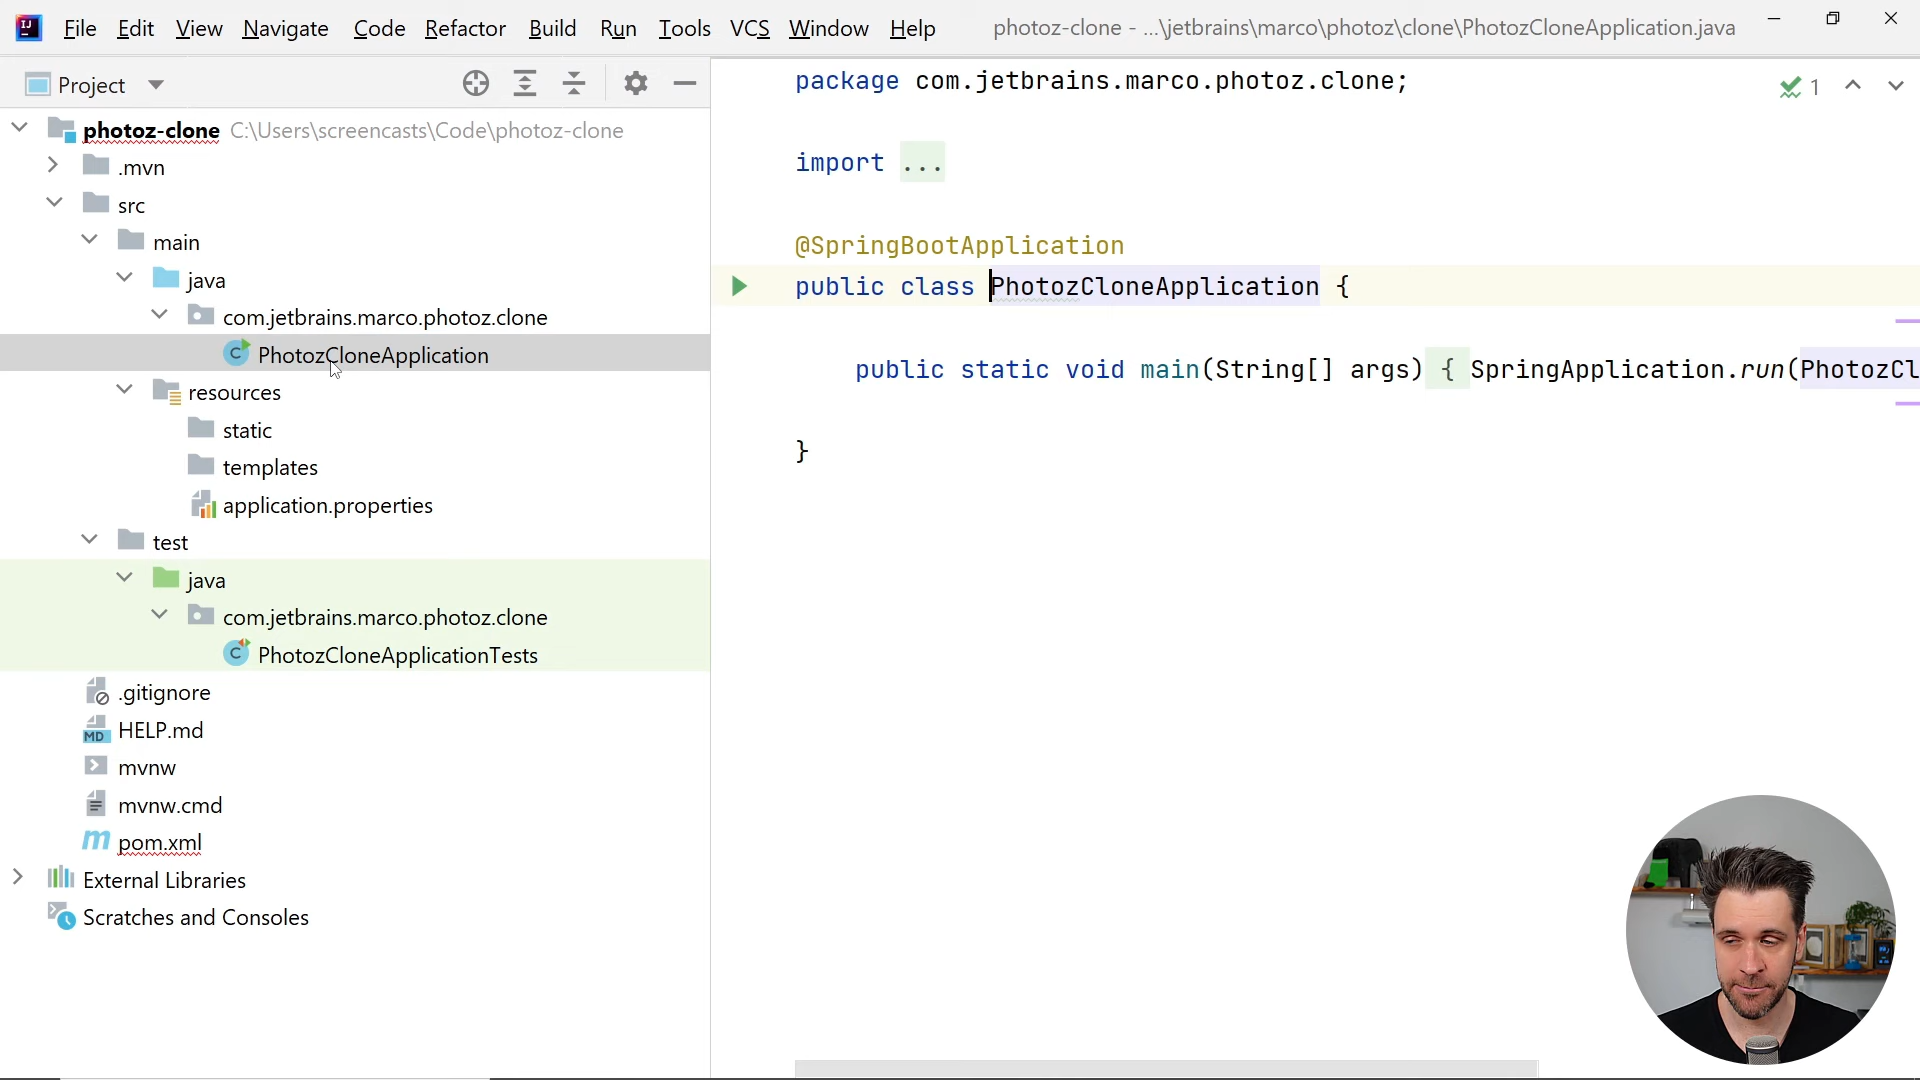 File Edit View Navigate Code Refactor Build Run Tools VCS Window Help photoz-clone - ...\jetbrains\marco\photoz\clone\PhotozCloneApplication.java
Project
photoz-clone C:\Users\screencasts\Code\photoz-clone
.mvn
src
main
java
com.jetbrains.marco.photoz.clone
PhotozCloneApplication
resources
static
templates
application.properties
test
java
com.jetbrains.marco.photoz.clone
PhotozCloneApplicationTests
.gitignore
HELP.md
mvnw
mvnw.cmd
pom.xml
External Libraries
Scratches and Consoles
package com.jetbrains.marco.photoz.clone;
1
import ...
@SpringBootApplication
public class PhotozCloneApplication {
public static void main(String[] args) { SpringApplication.run(PhotozCl
}